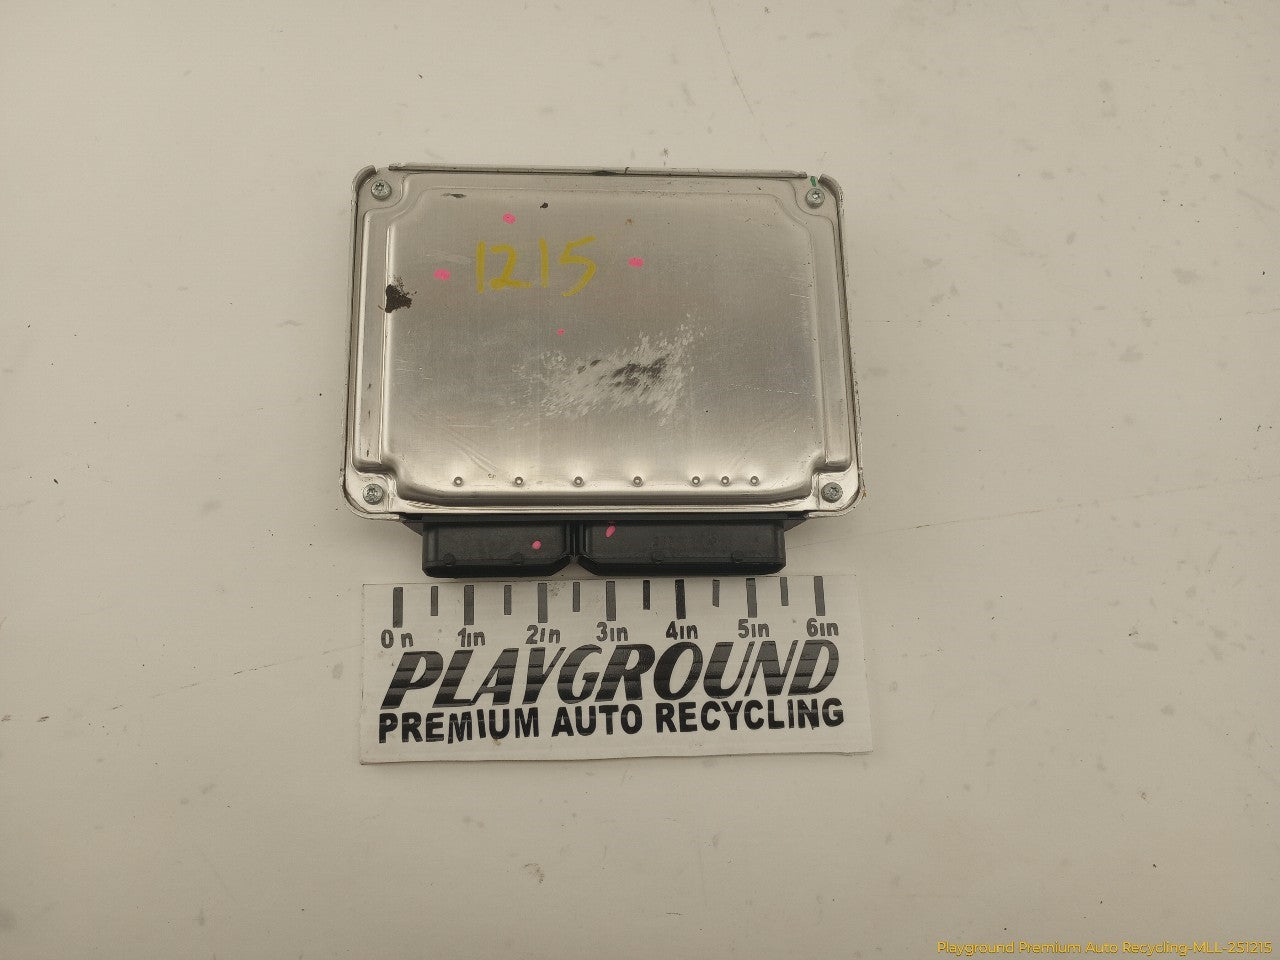 1215
0 n 1in 2in 3in 4in 5in 6in
PLAYGROUND
PREMIUM AUTO RECYCLING
Playground Premium Auto Recycling-MLL-251215